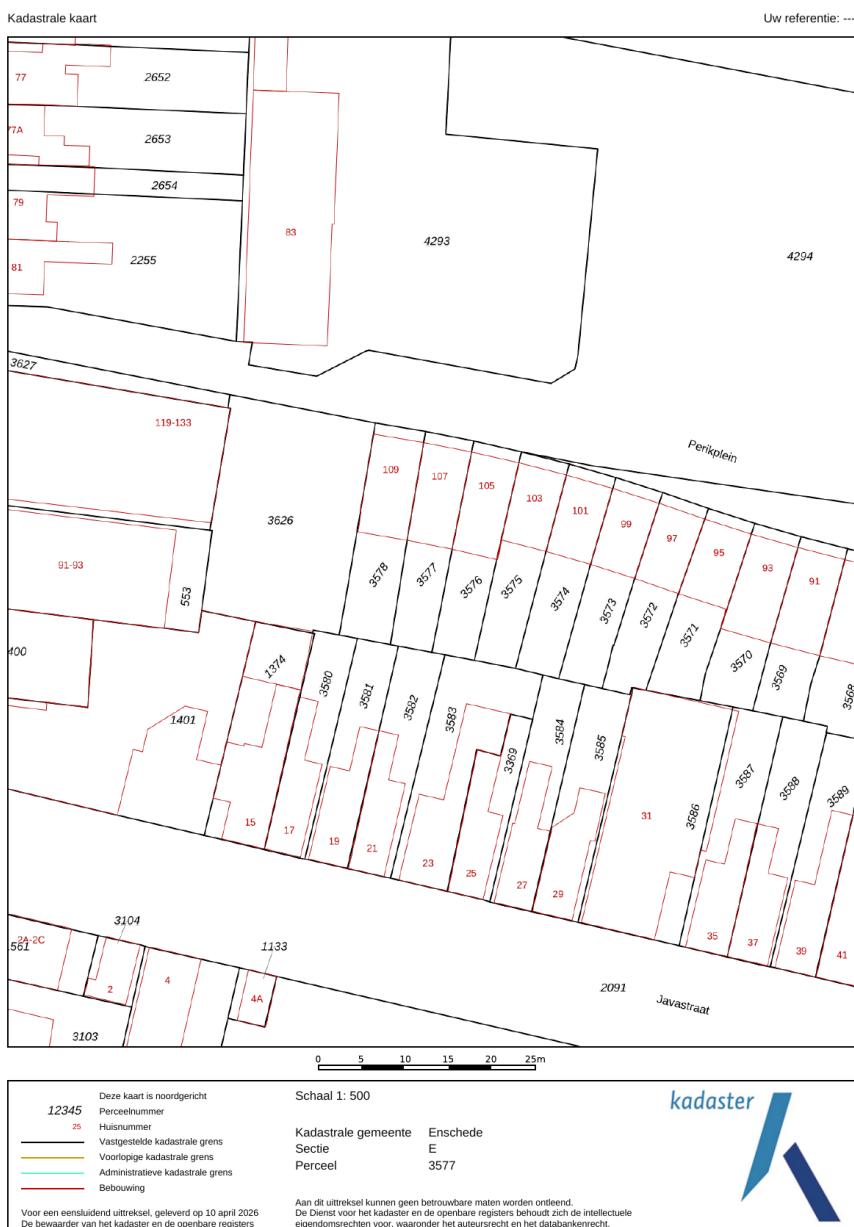 Kadastrale kaart Uw referentie: ---
77
2652
77A
2653
2654
79
83
4293
4294
81
2255
3627
119-133
Perikplein
109
107
105
103
101
99
97
95
93
91
3626
91-93
553
3578
3577
3576
3575
3574
3573
3572
3571
3570
3569
3568
400
1374
3580
3581
3582
3583
3369
3584
3585
3586
3587
3588
3589
1401
15
17
19
21
23
25
27
29
31
35
37
39
41
3104
2A-2C
561
2
4
1133
4A
3103
2091
Javastraat
0 5 10 15 20 25m
Deze kaart is noordgericht
12345 Perceelnummer
25 Huisnummer
Vastgestelde kadastrale grens
Voorlopige kadastrale grens
Administratieve kadastrale grens
Bebouwing
Schaal 1: 500
Kadastrale gemeente Enschede
Sectie E
Perceel 3577
kadaster
Voor een eensluidend uittreksel, geleverd op 10 april 2026
De bewaarder van het kadaster en de openbare registers
Aan dit uittreksel kunnen geen betrouwbare maten worden ontleend.
De Dienst voor het kadaster en de openbare registers behoudt zich de intellectuele
eigendomsrechten voor, waaronder het auteursrecht en het databankenrecht.